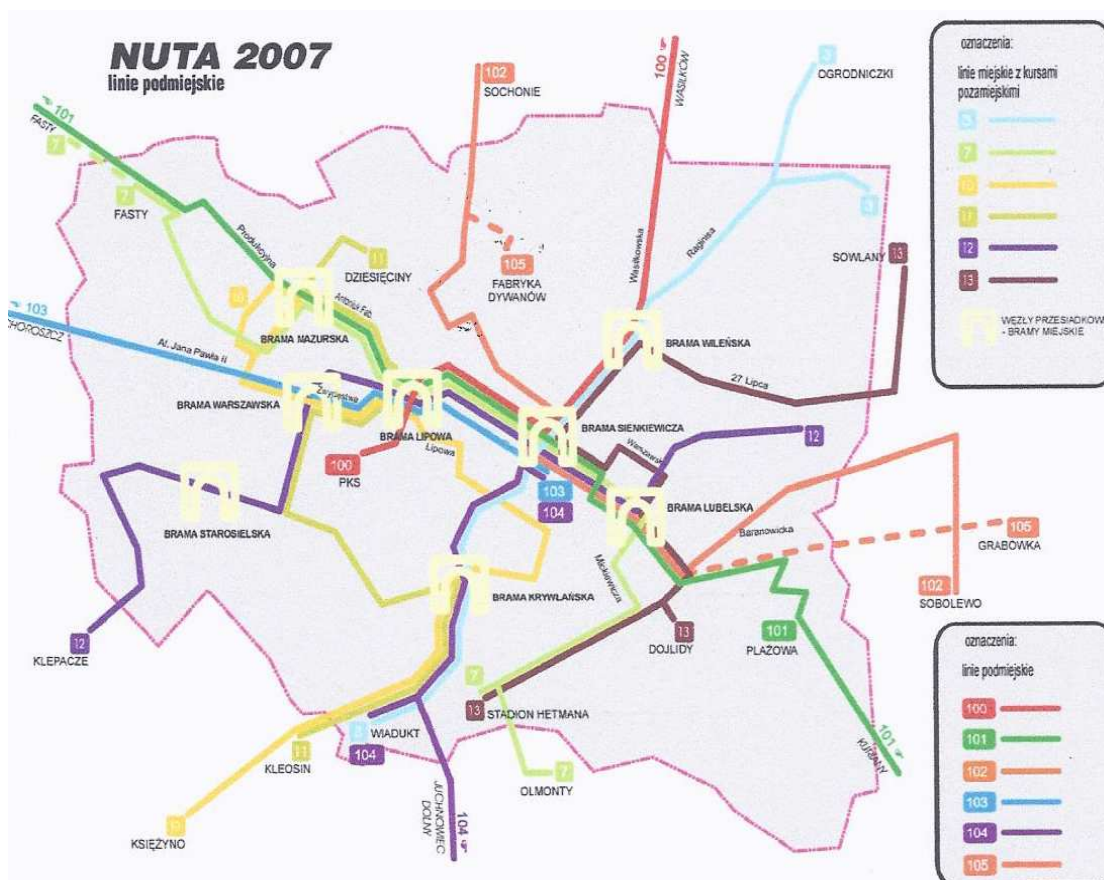 NUTA 2007
linie podmiejskie
oznaczenia:
linie miejskie z kursami
pozamiejskimi
3
7
10
11
12
13
WĘZŁY PRZESIADKOWE
- BRAMY MIEJSKIE
101
FASTY
7
7
FASTY
102
SOCHONIE
100
WASILKÓW
3
OGRODNICZKI
3
Produkcyjna
11
DZIESIĘCINY
105
FABRYKA
DYWANÓW
Wasilkowska
Raginisa
SOWLANY
13
10
Antoniuk Fab.
BRAMA MAZURSKA
103
CHOROSZCZ
Al. Jana Pawła II
BRAMA WILEŃSKA
27 Lipca
BRAMA WARSZAWSKA
Zwycięstwa
BRAMA LIPOWA
Lipowa
BRAMA SIENKIEWICZA
Warszawska
12
100
PKS
103
104
BRAMA STAROSIELSKA
BRAMA LUBELSKA
Baranowicka
105
GRABÓWKA
Mickiewicza
BRAMA KRYWLAŃSKA
102
SOBOLEWO
12
KLEPACZE
13
DOJLIDY
101
PLAŻOWA
7
13
STADION HETMANA
3
WIADUKT
104
11
KLEOSIN
7
OLMONTY
101
KURIANY
10
KSIĘŻYNO
JUCHNOWIEC
DOLNY
104
oznaczenia:
linie podmiejskie
100
101
102
103
104
105